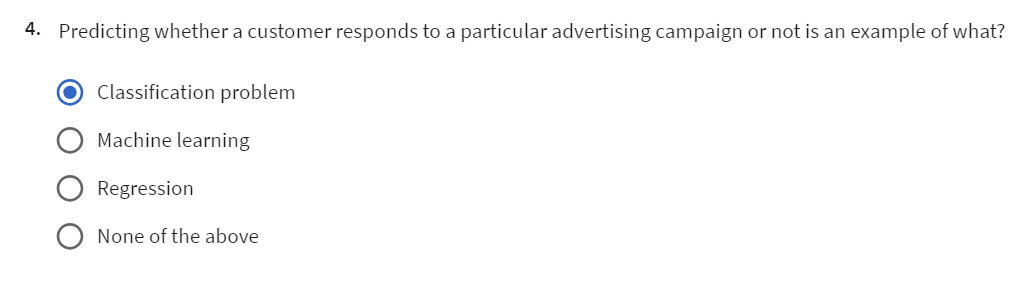 4. Predicting whether a customer responds to a particular advertising campaign or not is an example of what?
Classification problem
Machine learning
Regression
None of the above